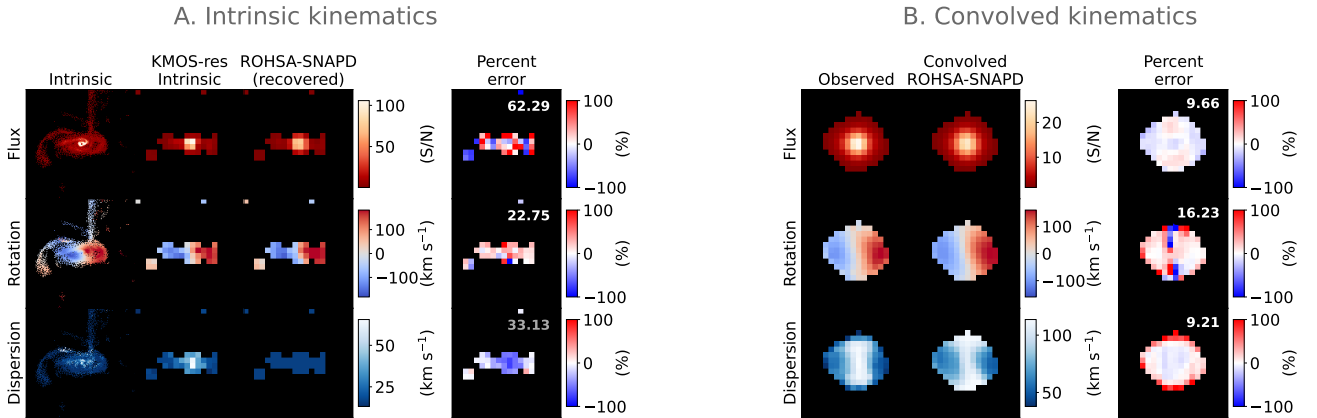 A. Intrinsic kinematics
B. Convolved kinematics
Intrinsic
KMOS-res
Intrinsic
ROHSA-SNAPD
(recovered)
Percent
error
Observed
Convolved
ROHSA-SNAPD
Percent
error
Flux
100
50
(S/N)
62.29
100
0
−100
(%)
Flux
20
10
(S/N)
9.66
100
0
−100
(%)
Rotation
100
0
−100
(km s⁻¹)
22.75
100
0
−100
(%)
Rotation
100
0
−100
(km s⁻¹)
16.23
100
0
−100
(%)
Dispersion
50
25
(km s⁻¹)
33.13
100
0
−100
(%)
Dispersion
100
50
(km s⁻¹)
9.21
100
0
−100
(%)